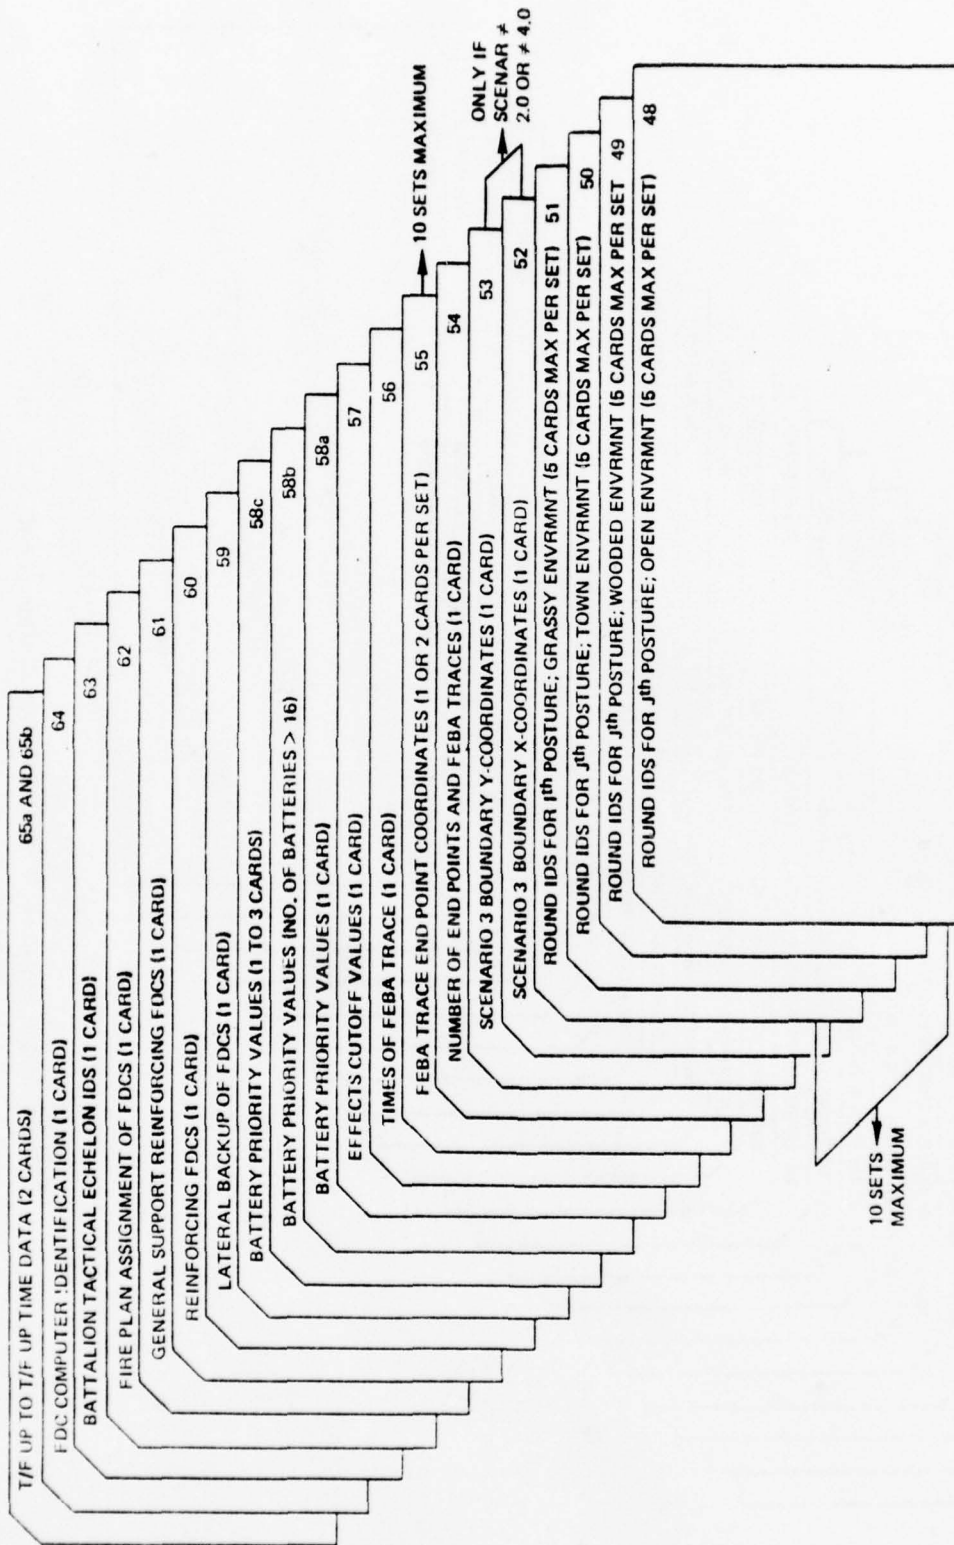 T/F UP TO T/F UP TIME DATA (2 CARDS) 65a AND 65b
FDC COMPUTER IDENTIFICATION (1 CARD) 64
BATTALION TACTICAL ECHELON IDS (1 CARD) 63
FIRE PLAN ASSIGNMENT OF FDCS (1 CARD) 62
GENERAL SUPPORT REINFORCING FDCS (1 CARD) 61
REINFORCING FDCS (1 CARD) 60
LATERAL BACKUP OF FDCS (1 CARD) 59
BATTERY PRIORITY VALUES (1 TO 3 CARDS) 58c
BATTERY PRIORITY VALUES (NO. OF BATTERIES > 16) 58b
BATTERY PRIORITY VALUES (1 CARD) 58a
EFFECTS CUTOFF VALUES (1 CARD) 57
TIMES OF FEBA TRACE (1 CARD) 56
FEBA TRACE END POINT COORDINATES (1 OR 2 CARDS PER SET) 55
10 SETS MAXIMUM
NUMBER OF END POINTS AND FEBA TRACES (1 CARD) 54
SCENARIO 3 BOUNDARY Y-COORDINATES (1 CARD) 53
SCENARIO 3 BOUNDARY X-COORDINATES (1 CARD) 52
ONLY IF
SCENAR ≠
2.0 OR ≠ 4.0
ROUND IDS FOR Ith POSTURE; GRASSY ENVRMNT (5 CARDS MAX PER SET) 51
ROUND IDS FOR Jth POSTURE; TOWN ENVRMNT (5 CARDS MAX PER SET) 50
ROUND IDS FOR Jth POSTURE; WOODED ENVRMNT (5 CARDS MAX PER SET 49
ROUND IDS FOR Jth POSTURE; OPEN ENVRMNT (5 CARDS MAX PER SET) 48
10 SETS
MAXIMUM